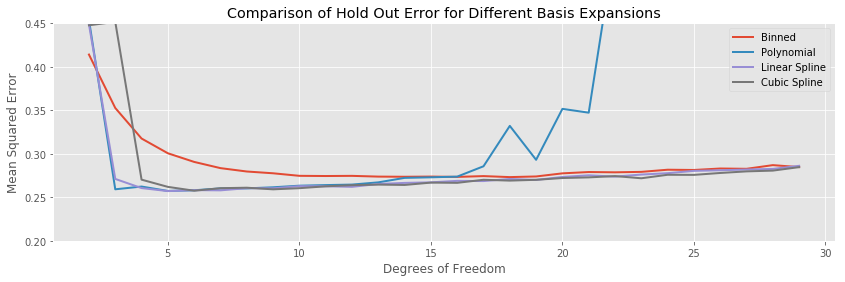 Comparison of Hold Out Error for Different Basis Expansions
Mean Squared Error
0.45
0.40
0.35
0.30
0.25
0.20
Binned
Polynomial
Linear Spline
Cubic Spline
5
10
15
20
25
30
Degrees of Freedom